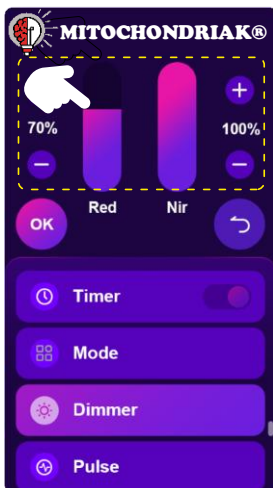 MITOCHONDRIAK®
70%
100%
Red Nir
OK
Timer
Mode
Dimmer
Pulse